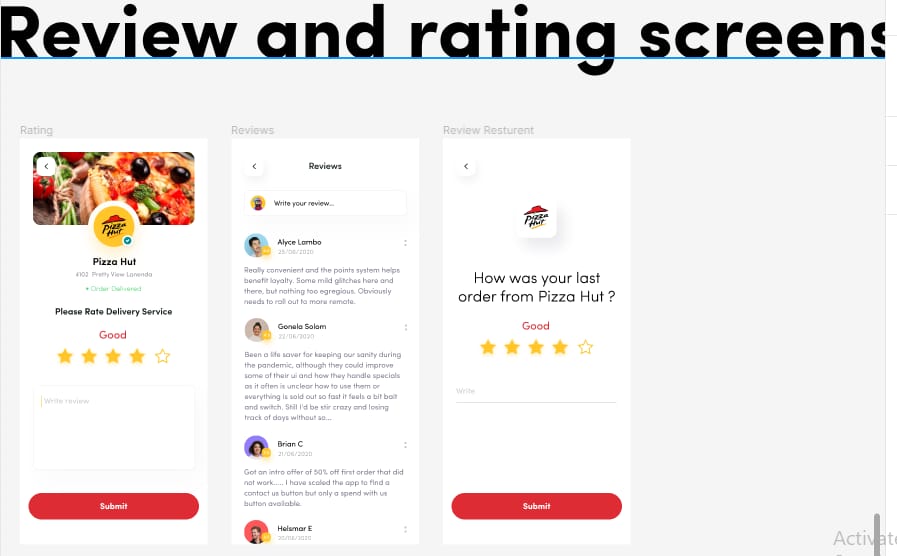 Review and rating screens
Rating
Pizza Hut
Pizza Hut
4102 Pretty View Lanenda
• Order Delivered
Please Rate Delivery Service
Good
Write review
Submit
Reviews
Reviews
Write your review...
Alyce Lambo
25/06/2020
Really convenient and the points system helps
benefit loyalty. Some mild glitches here and
there, but nothing too egregious. Obviously
needs to roll out to more remote.
Gonela Solom
22/06/2020
Been a life saver for keeping our sanity during
the pandemic, although they could improve
some of their ui and how they handle specials
as it often is unclear how to use them or
everything is sold out so fast it feels a bit bait
and switch. Still I'd be stir crazy and losing
track of days without so...
Brian C
21/06/2020
Got an intro offer of 50% off first order that did
not work..... I have scaled the app to find a
contact us button but only a spend with us
button available.
Helsmar E
20/06/2020
Review Resturent
Pizza Hut
How was your last
order from Pizza Hut ?
Good
Write
Submit
Activate